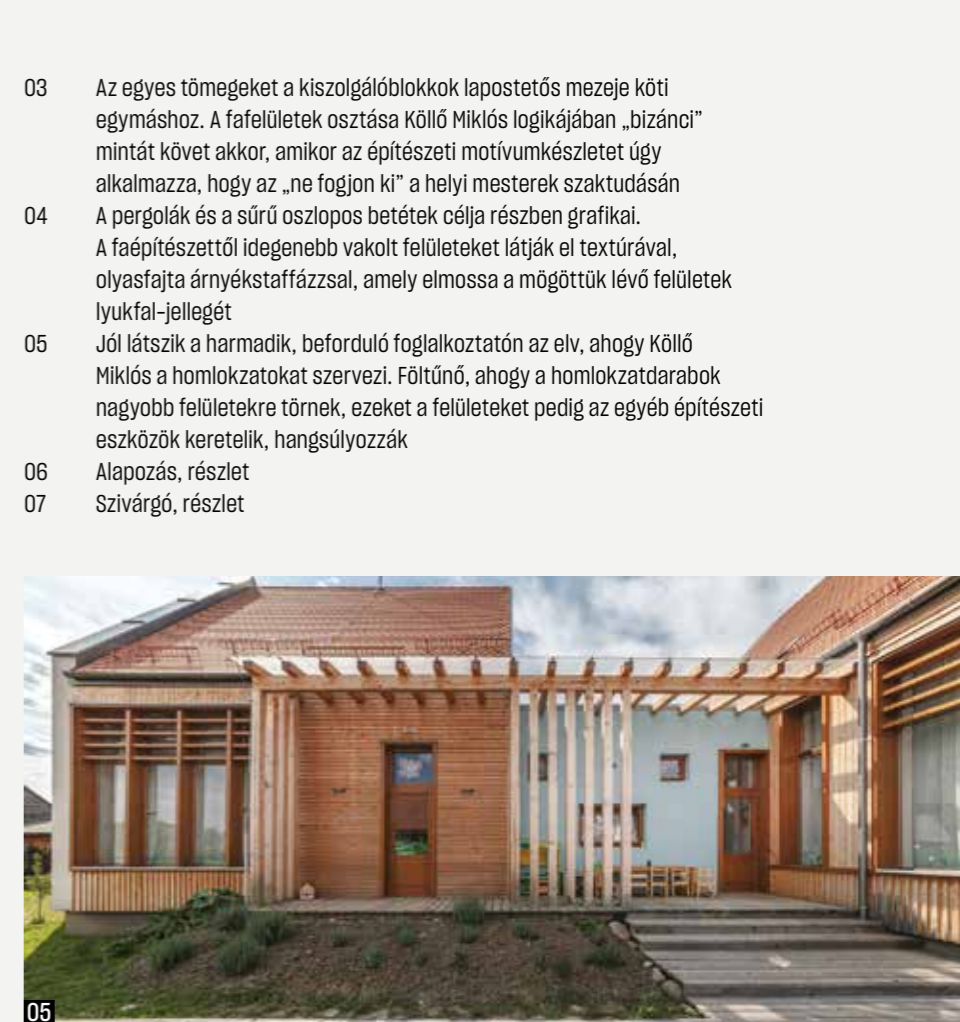 03 Az egyes tömegeket a kiszolgálóblokkok lapostetős mezeje köti
egymáshoz. A fafelületek osztása Köllő Miklós logikájában „bizánci”
mintát követ akkor, amikor az építészeti motívumkészletet úgy
alkalmazza, hogy az „ne fogjon ki” a helyi mesterek szaktudásán
04 A pergolák és a sűrű oszlopos betétek célja részben grafikai.
A faépítészettől idegenebb vakolt felületeket látják el textúrával,
olyasfajta árnyékstaffázzsal, amely elmossa a mögöttük lévő felületek
lyukfal-jellegét
05 Jól látszik a harmadik, beforduló foglalkoztatón az elv, ahogy Köllő
Miklós a homlokzatokat szervezi. Föltűnő, ahogy a homlokzatdarabok
nagyobb felületekre törnek, ezeket a felületeket pedig az egyéb építészeti
eszközök keretelik, hangsúlyozzák
06 Alapozás, részlet
07 Szivárgó, részlet
05